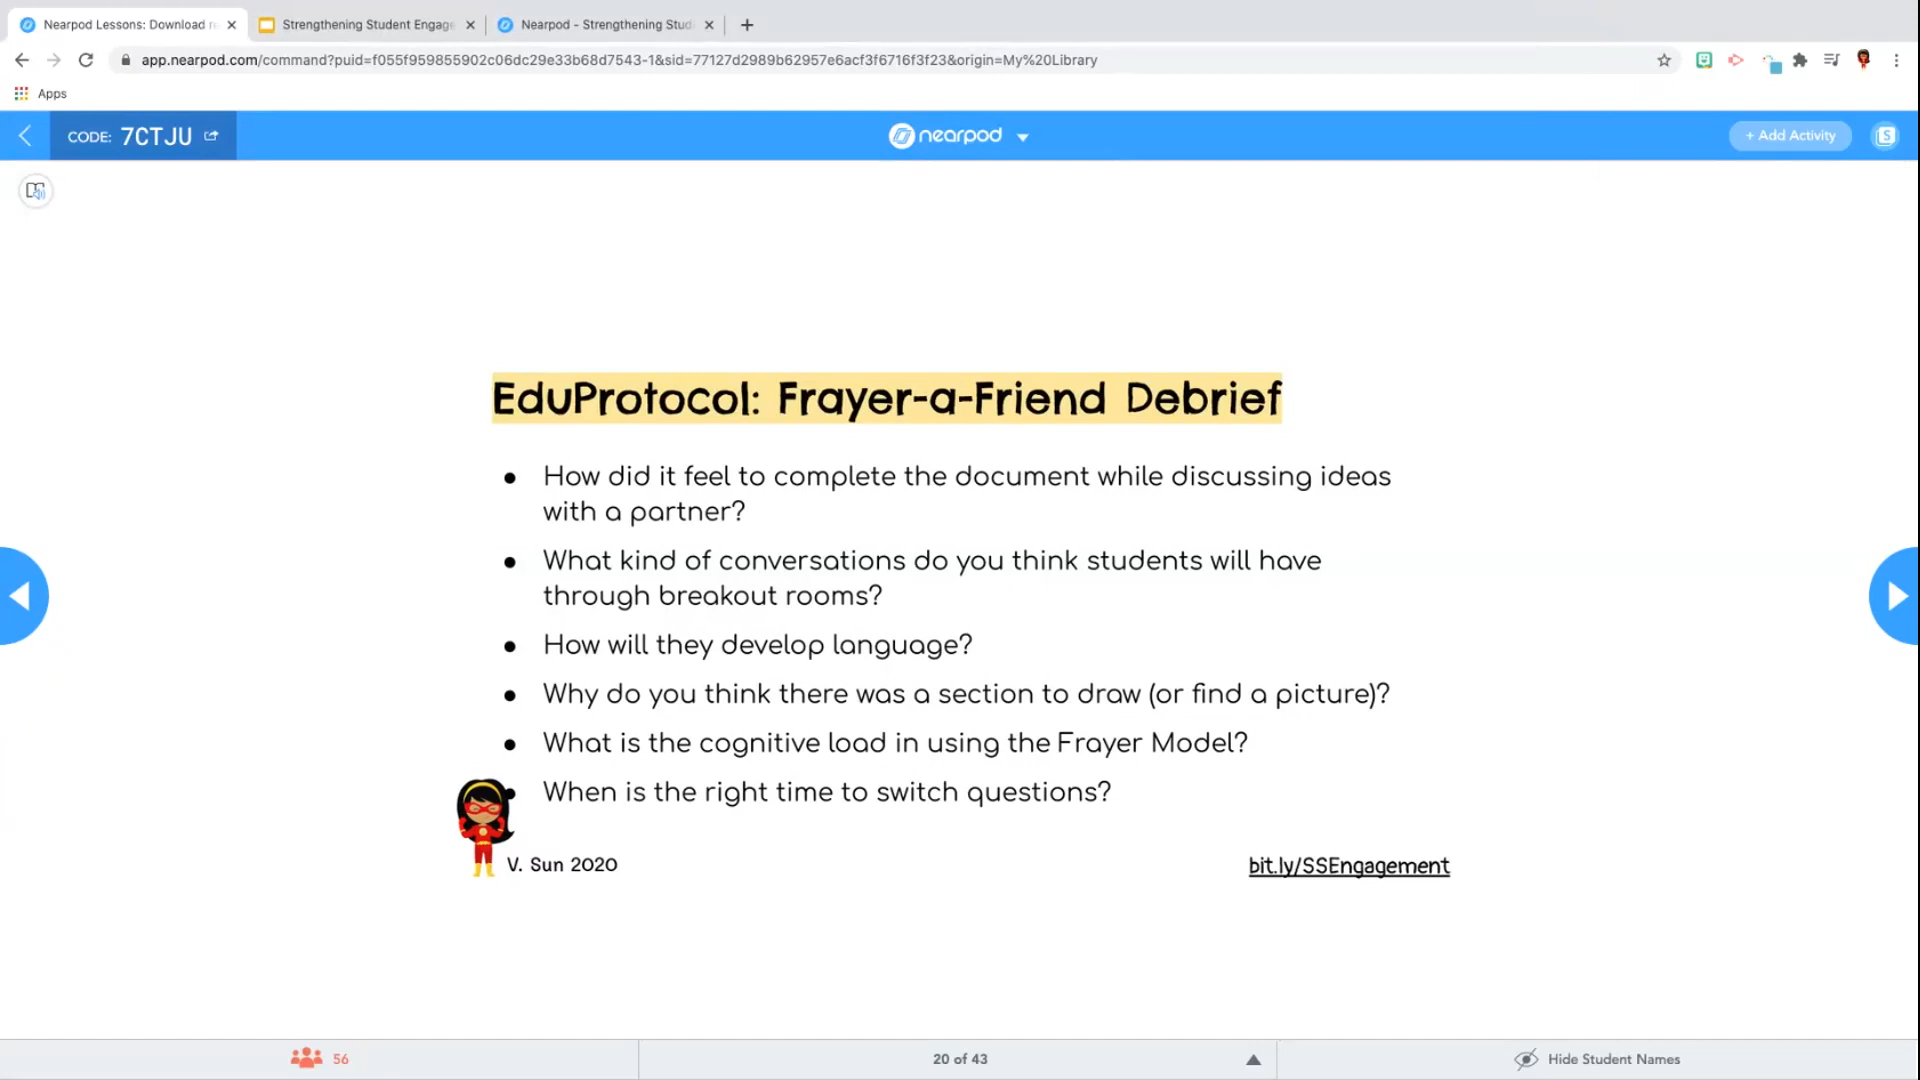 Nearpod Lessons: Download re
Strengthening Student Engage
Nearpod - Strengthening Stud
app.nearpod.com/command?puid=f055f959855902c06dc29e33b68d7543-1&sid=77127d2989b62957e6acf3f6716f3f23&origin=My%20Library
Apps
CODE: 7CTJU
nearpod
+ Add Activity
S
EduProtocol: Frayer-a-Friend Debrief
● How did it feel to complete the document while discussing ideas
with a partner?
● What kind of conversations do you think students will have
through breakout rooms?
● How will they develop language?
● Why do you think there was a section to draw (or find a picture)?
● What is the cognitive load in using the Frayer Model?
● When is the right time to switch questions?
V. Sun 2020
bit.ly/SSEngagement
56
20 of 43
Hide Student Names